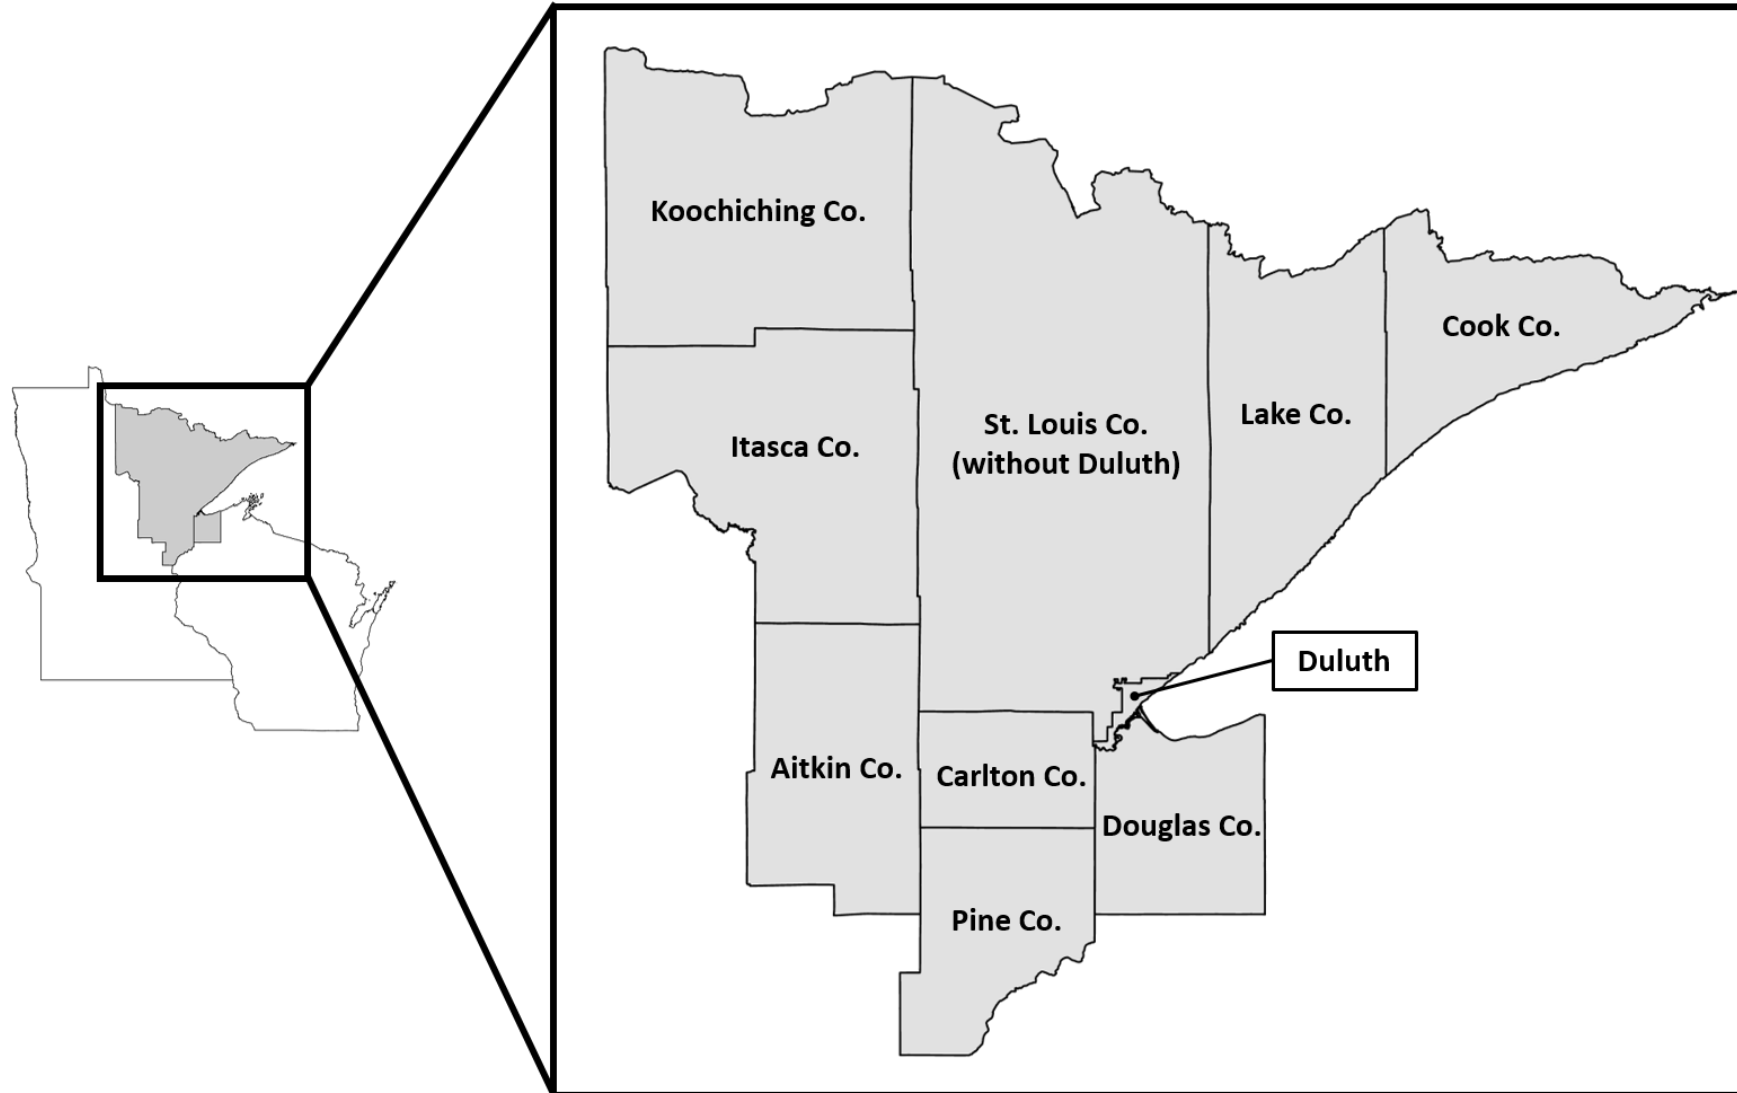 Koochiching Co.
Cook Co.
Lake Co.
St. Louis Co.
(without Duluth)
Itasca Co.
Duluth
Aitkin Co.
Carlton Co.
Douglas Co.
Pine Co.